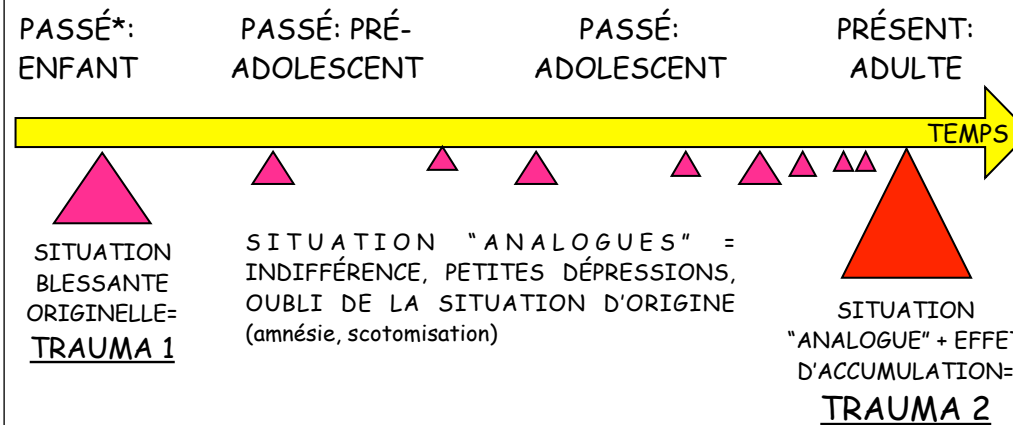 PASSÉ*:
ENFANT
PASSÉ: PRÉ-
ADOLESCENT
PASSÉ:
ADOLESCENT
PRÉSENT:
ADULTE
TEMPS
SITUATION
BLESSANTE
ORIGINELLE=
TRAUMA 1
SITUATION “ANALOGUES” =
INDIFFÉRENCE, PETITES DÉPRESSIONS,
OUBLI DE LA SITUATION D'ORIGINE
(amnésie, scotomisation)
SITUATION
“ANALOGUE” + EFFET
D'ACCUMULATION=
TRAUMA 2